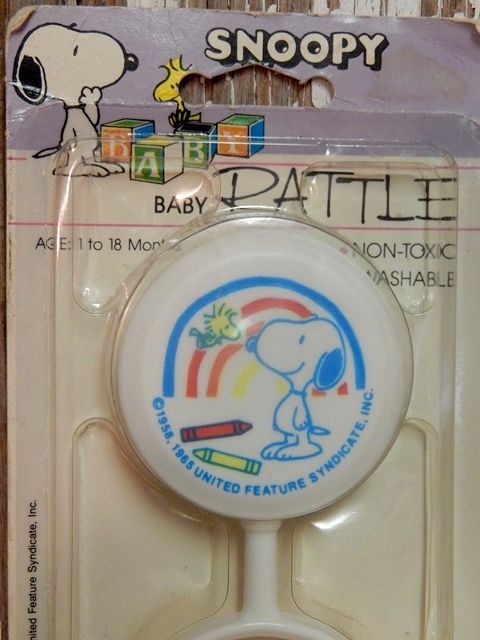 SNOOPY
BABY
BABY RATTLE
AGE: 1 to 18 Months
NON-TOXIC
WASHABLE
©1958, 1965 UNITED FEATURE SYNDICATE, INC.
United Feature Syndicate, Inc.